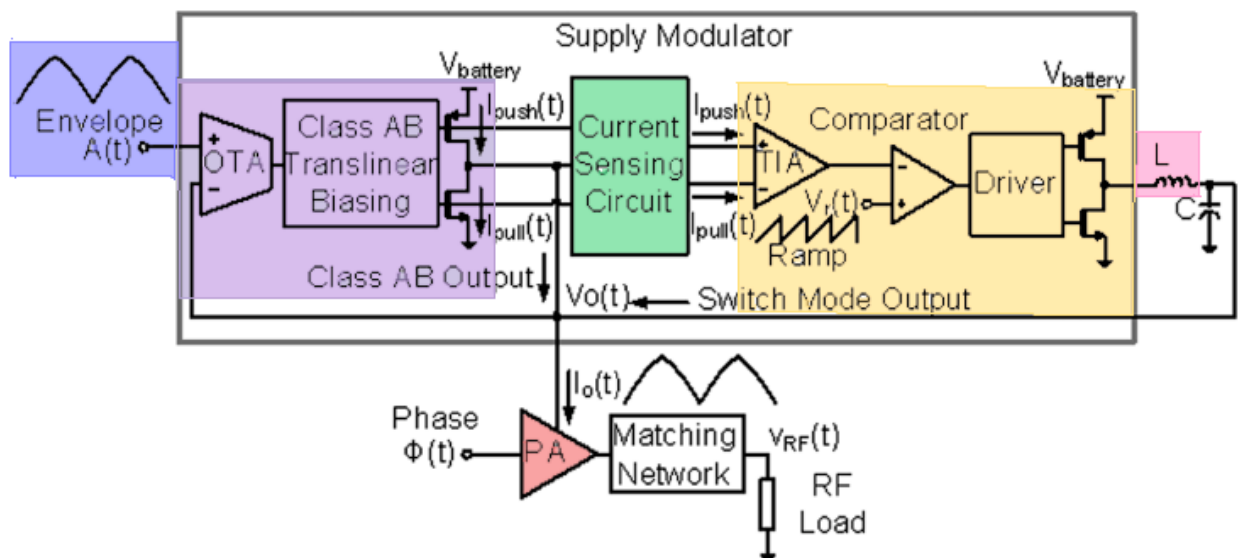 Supply Modulator
Envelope
A(t)
+
OTA
−
Class AB
Translinear
Biasing
Vbattery
Ipush(t)
Ipull(t)
Current
Sensing
Circuit
Ipush(t)
Ipull(t)
+
TIA
−
Comparator
−
+
Vr(t)
Ramp
Driver
Vbattery
L
C
Class AB Output
Vo(t)
Switch Mode Output
Io(t)
Phase
Φ(t)
PA
Matching
Network
vRF(t)
RF
Load